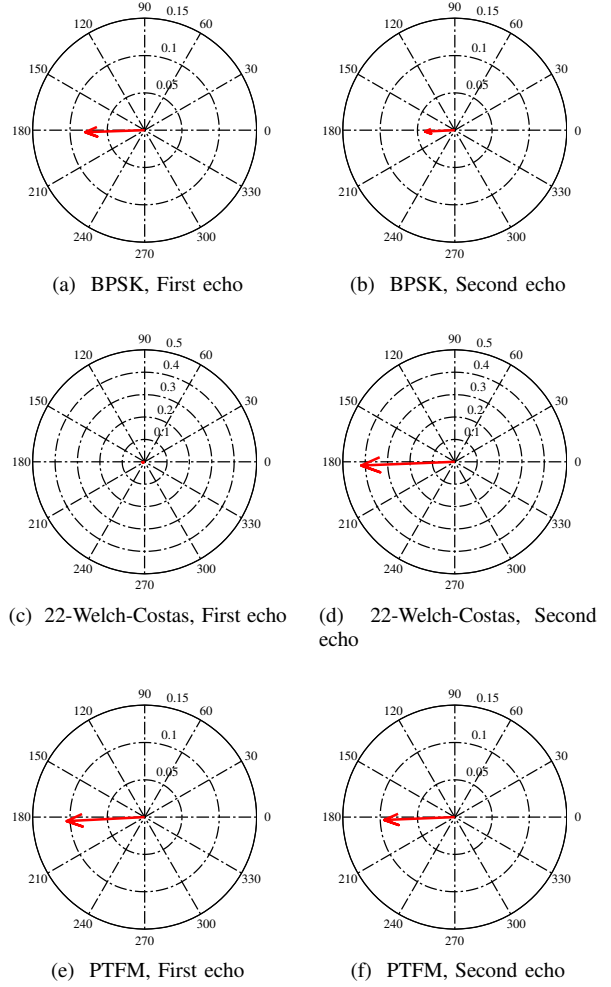 90 0.15 90 0.15
120 60 120 60
0.1 0.1
150 30 150 30
0.05 0.05
180 0 180 0
210 330 210 330
240 300 240 300
270 270
(a) BPSK, First echo (b) BPSK, Second echo
90 0.5 90 0.5
120 60 120 60
0.4 0.4
150 0.3 30 150 0.3 30
0.2 0.2
0.1 0.1
180 0 180 0
210 330 210 330
240 300 240 300
270 270
(c) 22-Welch-Costas, First echo (d) 22-Welch-Costas, Second
echo
90 0.15 90 0.15
120 60 120 60
0.1 0.1
150 30 150 30
0.05 0.05
180 0 180 0
210 330 210 330
240 300 240 300
270 270
(e) PTFM, First echo (f) PTFM, Second echo